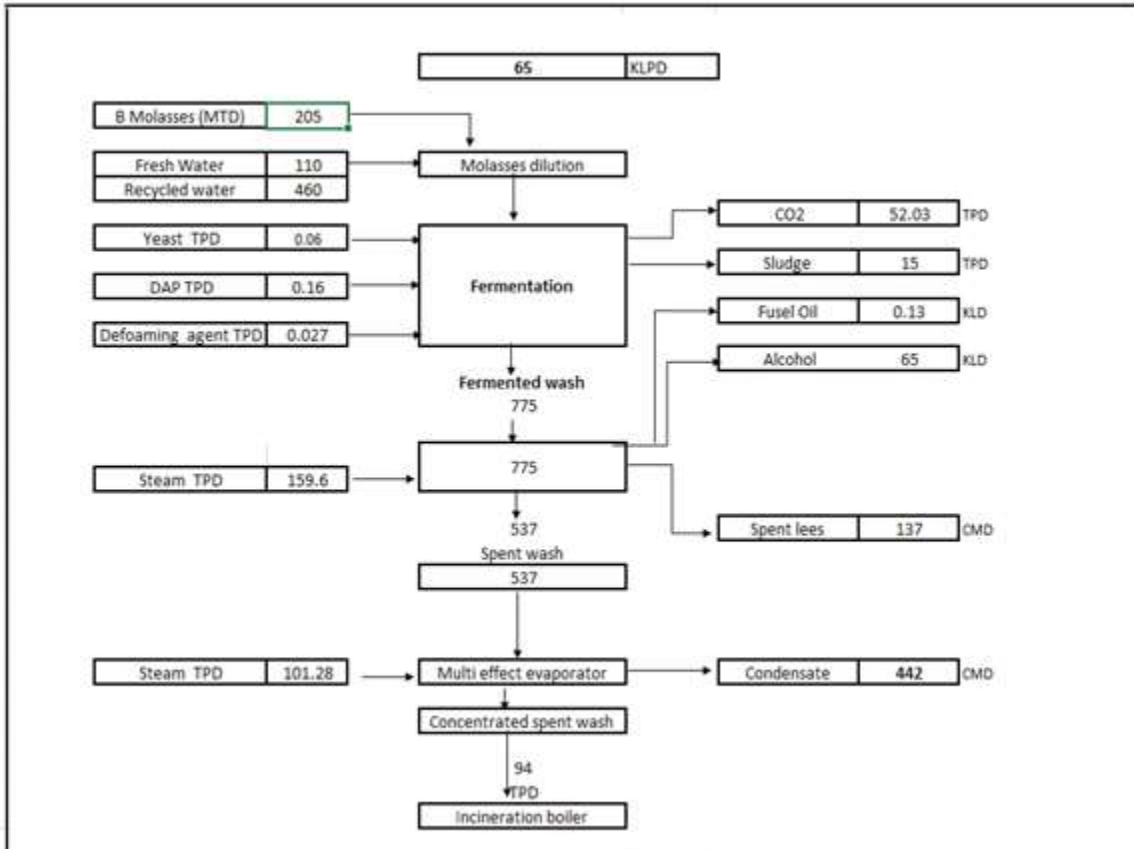 65 KLPD
B Molasses (MTD) 205
Fresh Water 110
Molasses dilution
Recycled water 460
CO2 52.03 TPD
Yeast TPD 0.06
Sludge 15 TPD
DAP TPD 0.16
Fermentation
Fusel Oil 0.13 KLD
Defoaming agent TPD 0.027
Alcohol 65 KLD
Fermented wash
775
775
Steam TPD 159.6
537
Spent lees 137 CMD
Spent wash
537
Steam TPD 101.28
Multi effect evaporator
Condensate 442 CMD
Concentrated spent wash
94
TPD
Incineration boiler